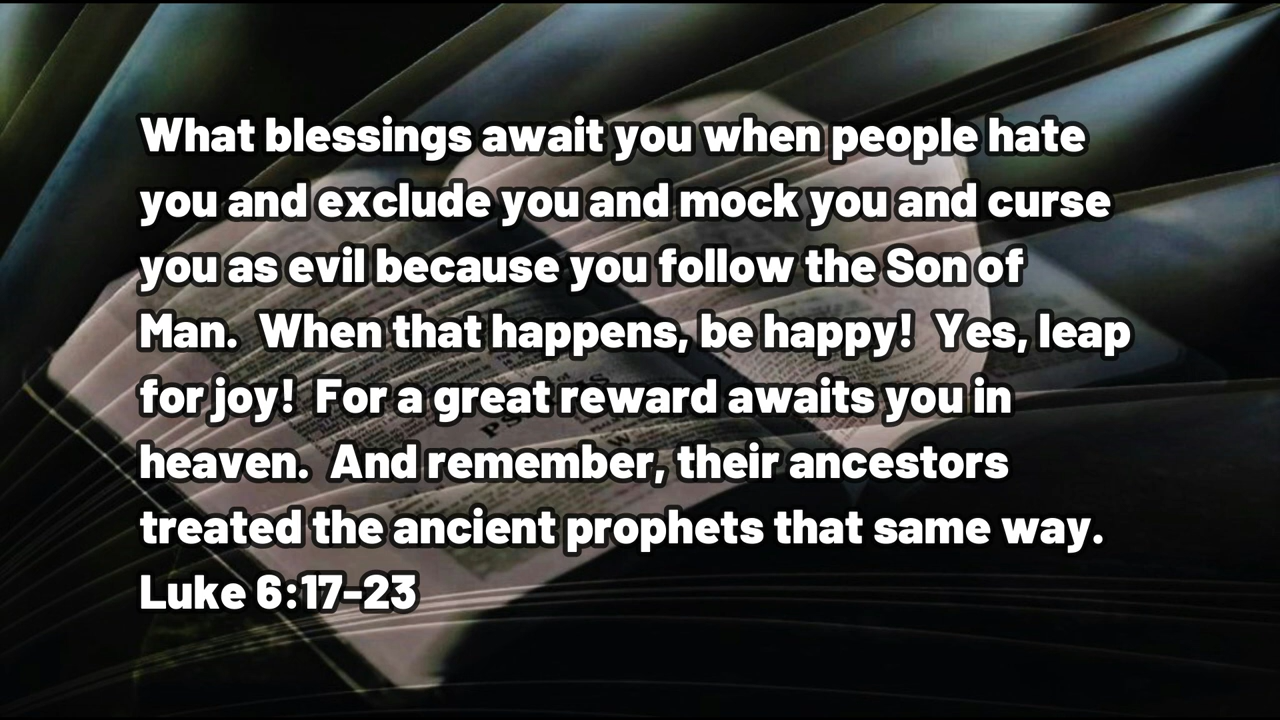 What blessings await you when people hate
you and exclude you and mock you and curse
you as evil because you follow the Son of
Man.  When that happens, be happy!  Yes, leap
for joy!  For a great reward awaits you in
heaven.  And remember, their ancestors
treated the ancient prophets that same way.
Luke 6:17-23